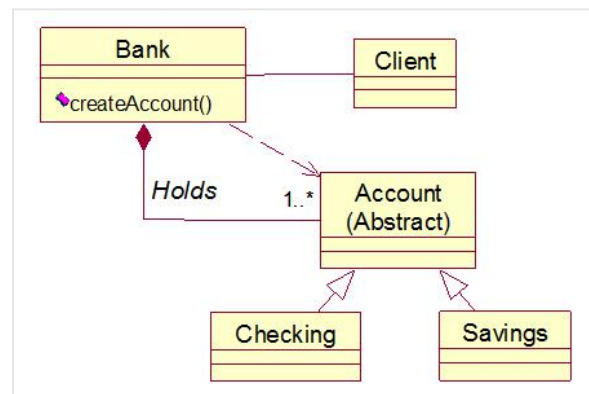 Bank
Client
createAccount()
Holds
1..*
Account
(Abstract)
Checking
Savings